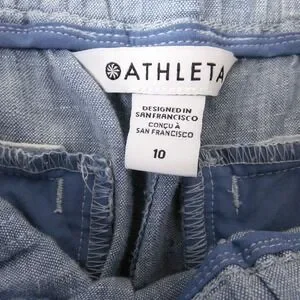 ATHLETA
DESIGNED IN
SAN FRANCISCO
CONÇU À
SAN FRANCISCO
10